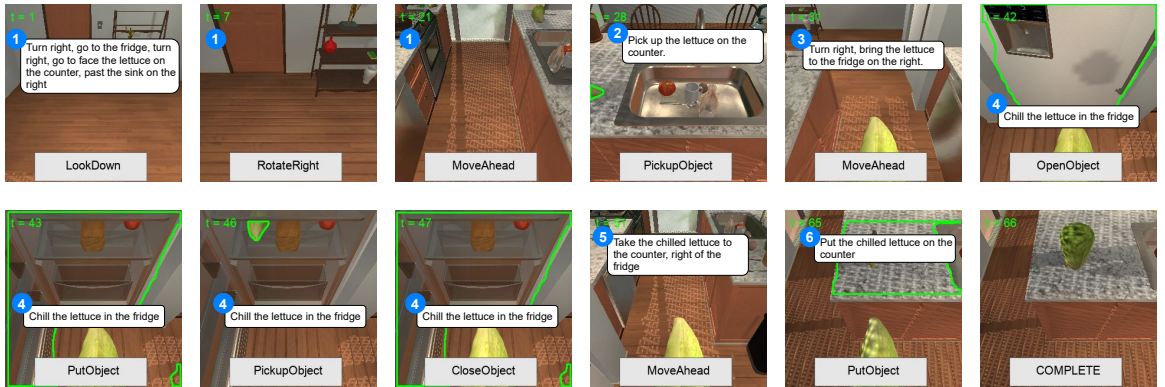 t = 1
1
Turn right, go to the fridge, turn
right, go to face the lettuce on
the counter, past the sink on the
right
LookDown
t = 7
1
RotateRight
t = 21
1
MoveAhead
t = 28
2
Pick up the lettuce on the
counter.
PickupObject
3
Turn right, bring the lettuce
to the fridge on the right.
MoveAhead
t = 42
4
Chill the lettuce in the fridge
OpenObject
t = 43
4
Chill the lettuce in the fridge
PutObject
t = 46
4
Chill the lettuce in the fridge
PickupObject
t = 47
4
Chill the lettuce in the fridge
CloseObject
5
Take the chilled lettuce to
the counter, right of the
fridge
MoveAhead
t = 65
6
Put the chilled lettuce on the
counter
PutObject
t = 66
COMPLETE